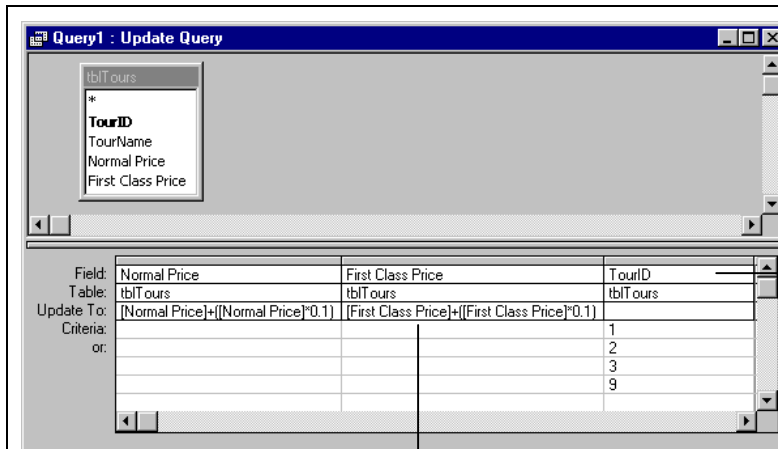 Query1 : Update Query
tblTours
*
TourID
TourName
Normal Price
First Class Price
Field: Normal Price First Class Price TourID
Table: tblTours tblTours tblTours
Update To: [Normal Price]+([Normal Price]*0.1) [First Class Price]+([First Class Price]*0.1)
Criteria: 1
or: 2
3
9